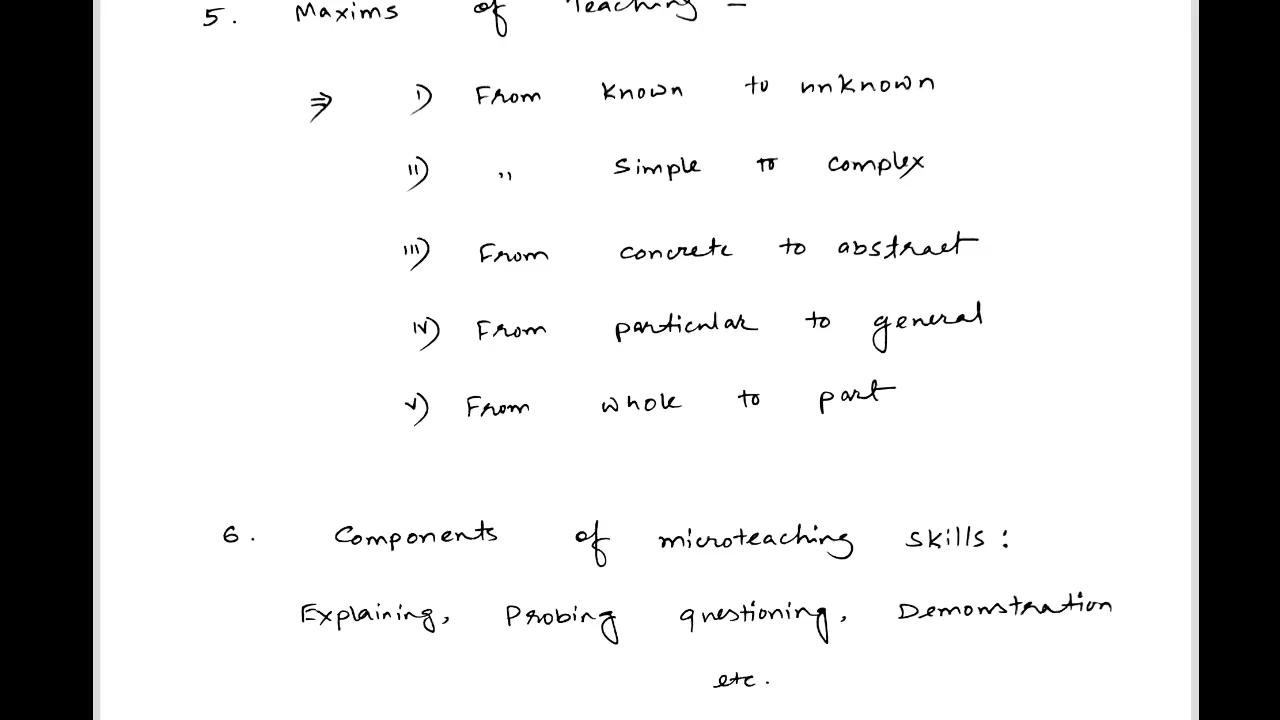 5. Maxims of Teaching -
⇒ i) From known to unknown
ii) ,, Simple to complex
iii) From concrete to abstract
iv) From particular to general
v) From whole to part
6. Components of microteaching skills:
Explaining, Probing questioning, Demonstration
etc.